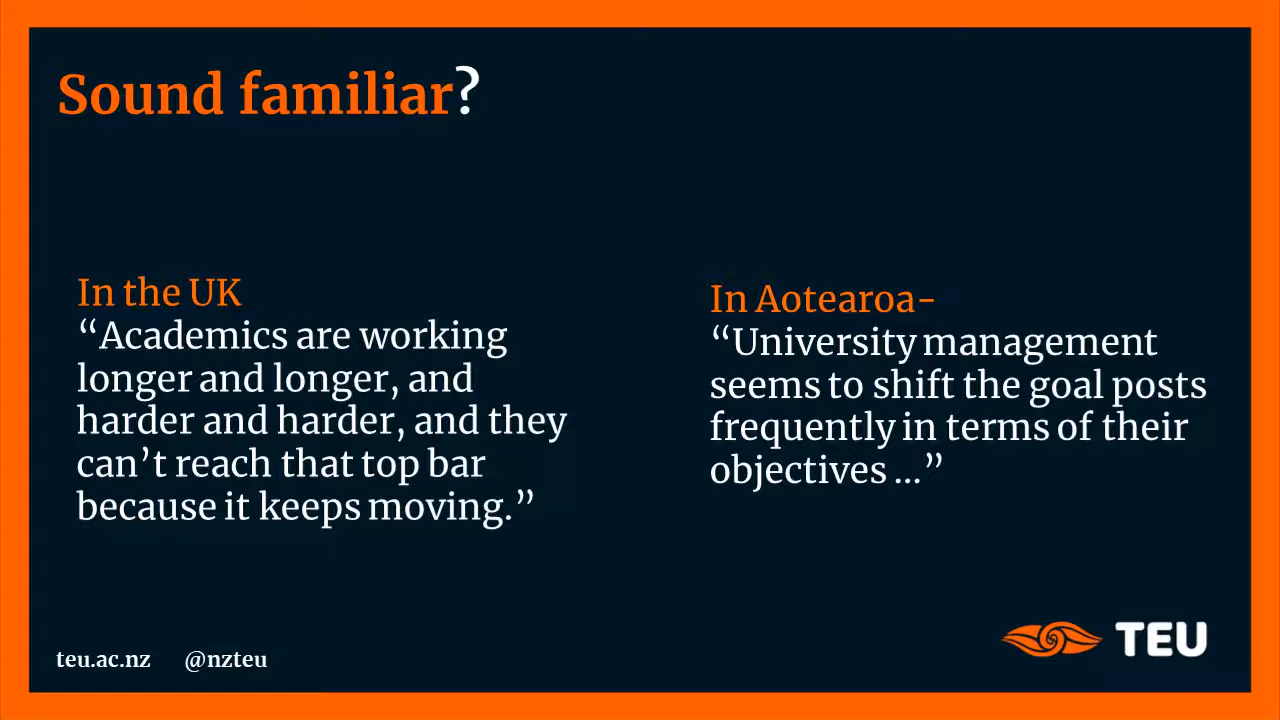 Sound familiar?
In the UK
“Academics are working
longer and longer, and
harder and harder, and they
can’t reach that top bar
because it keeps moving.”
In Aotearoa-
“University management
seems to shift the goal posts
frequently in terms of their
objectives ...”
teu.ac.nz @nzteu
TEU